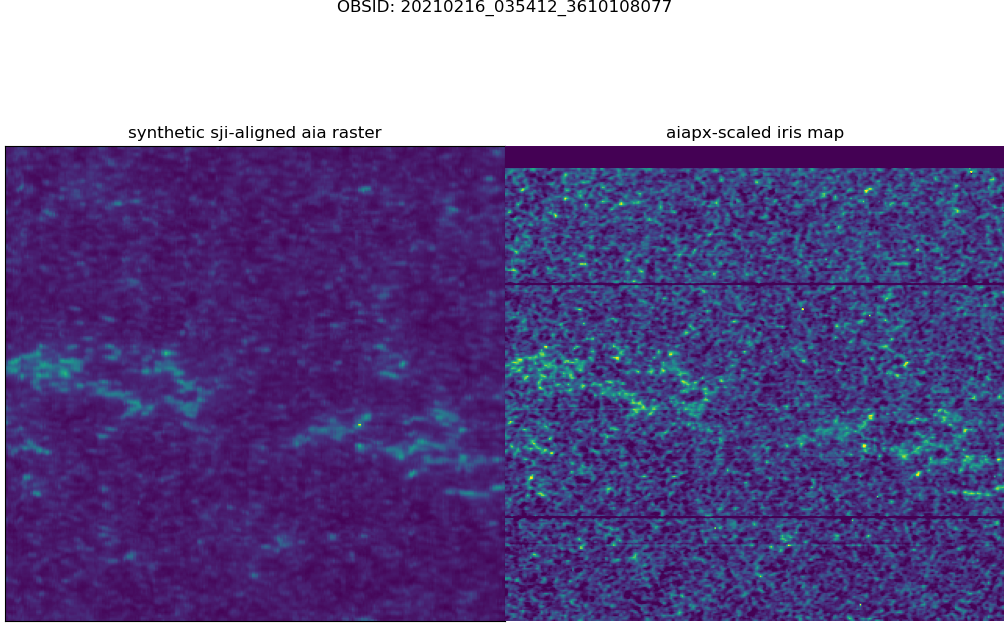 OBSID: 20210216_035412_3610108077
synthetic sji-aligned aia raster
aiapx-scaled iris map